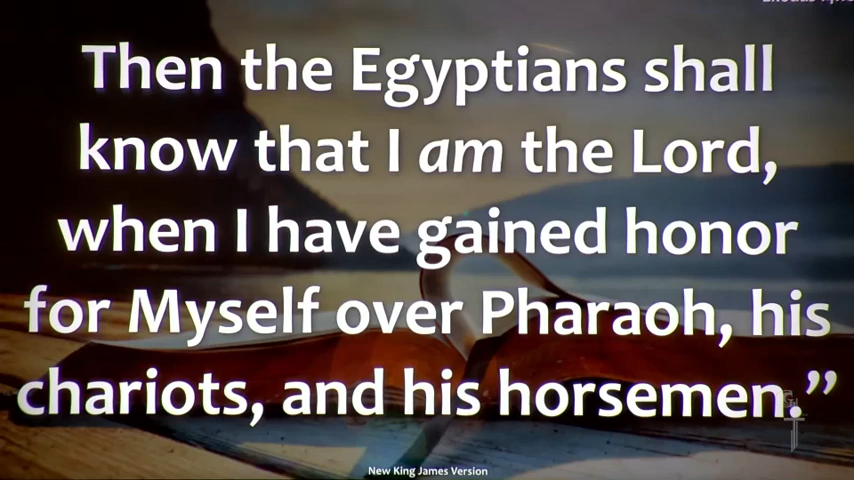 Then the Egyptians shall
know that I am the Lord,
when I have gained honor
for Myself over Pharaoh, his
chariots, and his horsemen.”
New King James Version